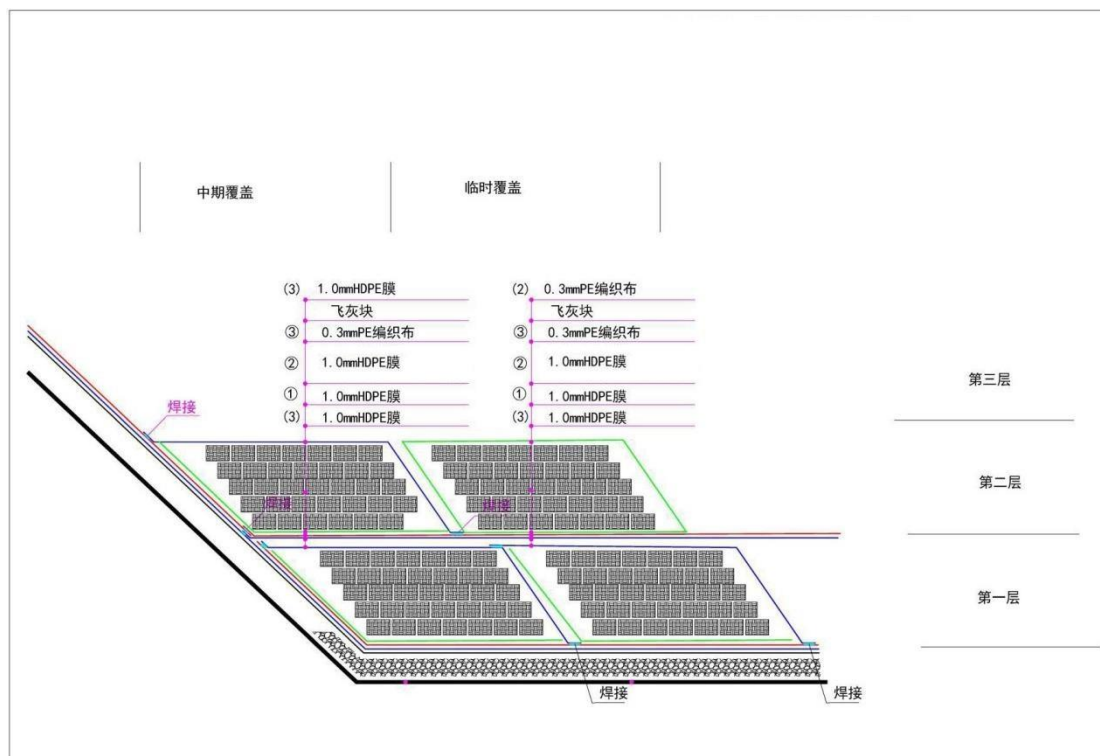 中期覆盖
临时覆盖
(3) 1.0mmHDPE膜
飞灰块
③ 0.3mmPE编织布
② 1.0mmHDPE膜
① 1.0mmHDPE膜
(3) 1.0mmHDPE膜
(2) 0.3mmPE编织布
飞灰块
③ 0.3mmPE编织布
② 1.0mmHDPE膜
① 1.0mmHDPE膜
(3) 1.0mmHDPE膜
第三层
焊接
第二层
焊接
焊接
第一层
焊接
焊接